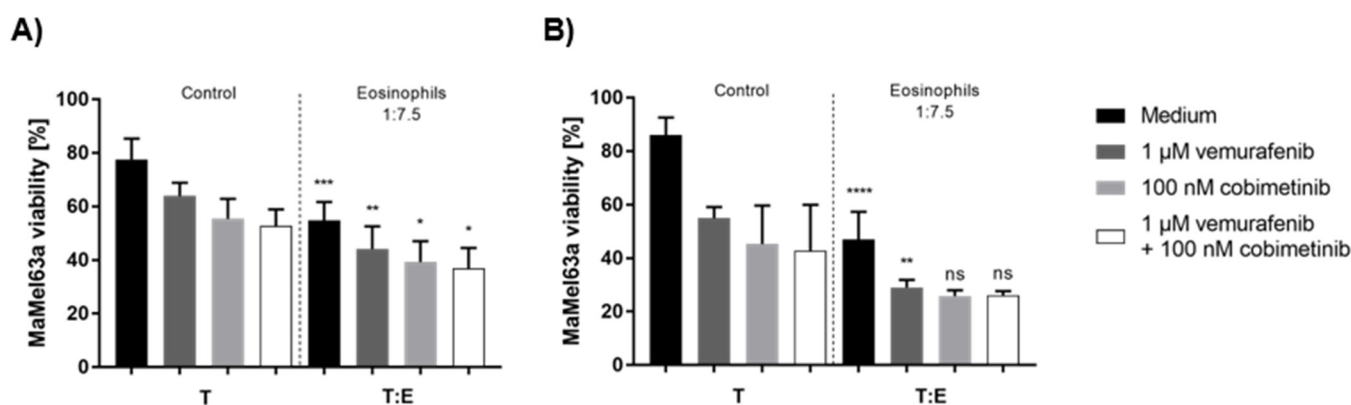 A)
MaMel63a viability [%]
100
80
60
40
20
0
Control
Eosinophils
1:7.5
***
**
*
*
T
T:E
B)
MaMel63a viability [%]
100
80
60
40
20
0
Control
Eosinophils
1:7.5
****
**
ns
ns
T
T:E
Medium
1 µM vemurafenib
100 nM cobimetinib
1 µM vemurafenib
+ 100 nM cobimetinib